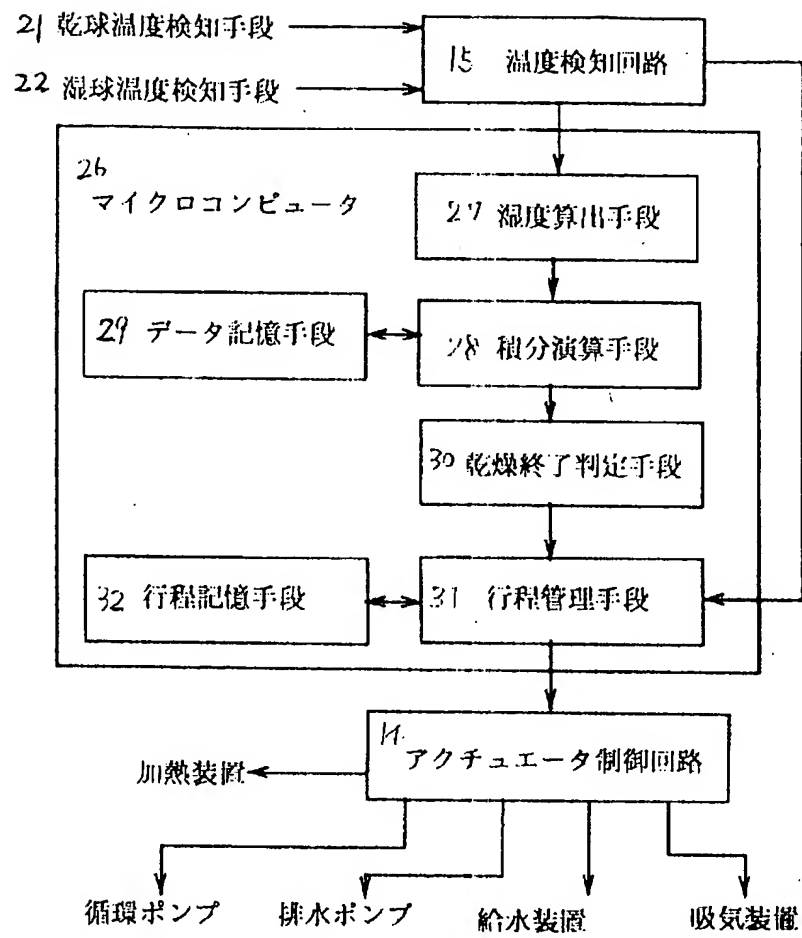 21 乾球温度検知手段
15 温度検知回路
22 湿球温度検知手段
26
マイクロコンピュータ
27 湿度算出手段
29 データ記憶手段
28 積分演算手段
30 乾燥終了判定手段
32 行程記憶手段
31 行程管理手段
アクチュエータ制御回路
加熱装置
循環ポンプ
排水ポンプ
給水装置
吸気装置